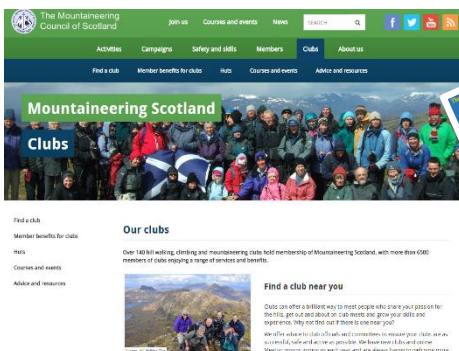 The Mountaineering
Council of Scotland
Join us Courses and events News SEARCH
Activities Campaigns Safety and skills Members Clubs About us
Find a club Member benefits for clubs Huts Courses and events Advice and resources
Mountaineering Scotland
Clubs
Find a club
Member benefits for clubs
Huts
Courses and events
Advice and resources
Our clubs
Over 140 hill walking, climbing and mountaineering clubs hold membership of Mountaineering Scotland, with more than 6500
members of clubs enjoying a range of services and benefits.
Find a club near you
Clubs can offer a brilliant way to meet people who share your passion for
the hills, get out and about on club meets and grow your skills and
experience. Why not find out if there is one near you?
We offer advice to club officials and committees to ensure your clubs are as
successful, safe and active as possible. We have new clubs and online